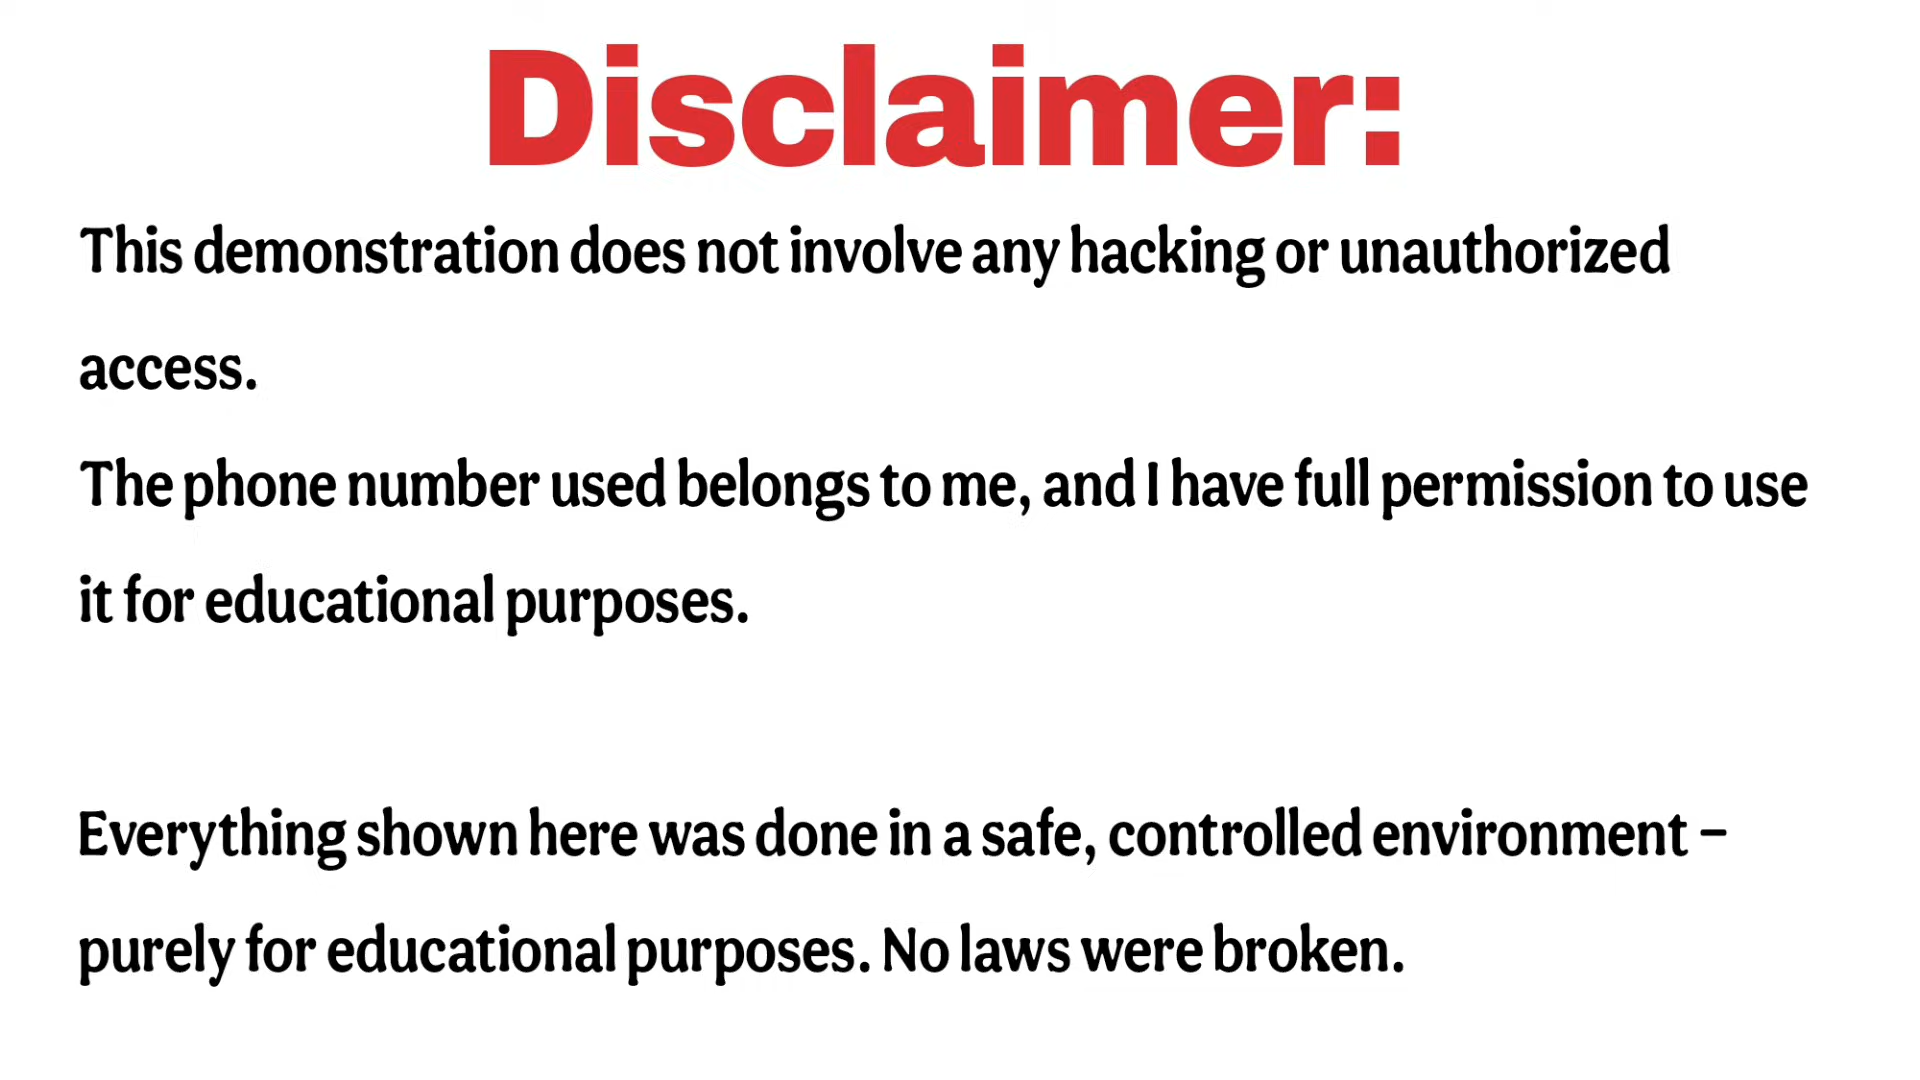 Disclaimer:
This demonstration does not involve any hacking or unauthorized
access.
The phone number used belongs to me, and I have full permission to use
it for educational purposes.
Everything shown here was done in a safe, controlled environment –
purely for educational purposes. No laws were broken.